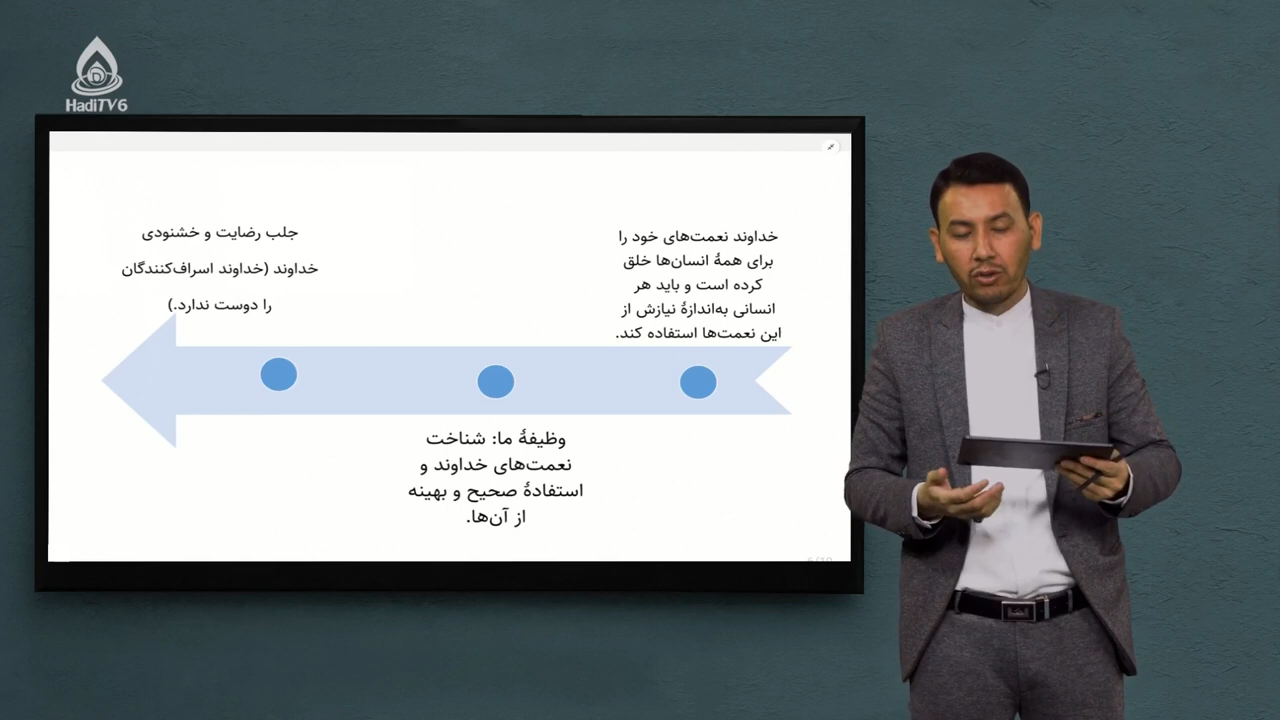 HadiTV6
خداوند نعمت‌های خود را
برای همهٔ انسان‌ها خلق
کرده است و باید هر
انسانی به‌اندازهٔ نیازش از
این نعمت‌ها استفاده کند.
وظیفهٔ ما: شناخت
نعمت‌های خداوند و
استفادهٔ صحیح و بهینه
از آن‌ها.
جلب رضایت و خشنودی
خداوند (خداوند اسراف‌کنندگان
را دوست ندارد.)